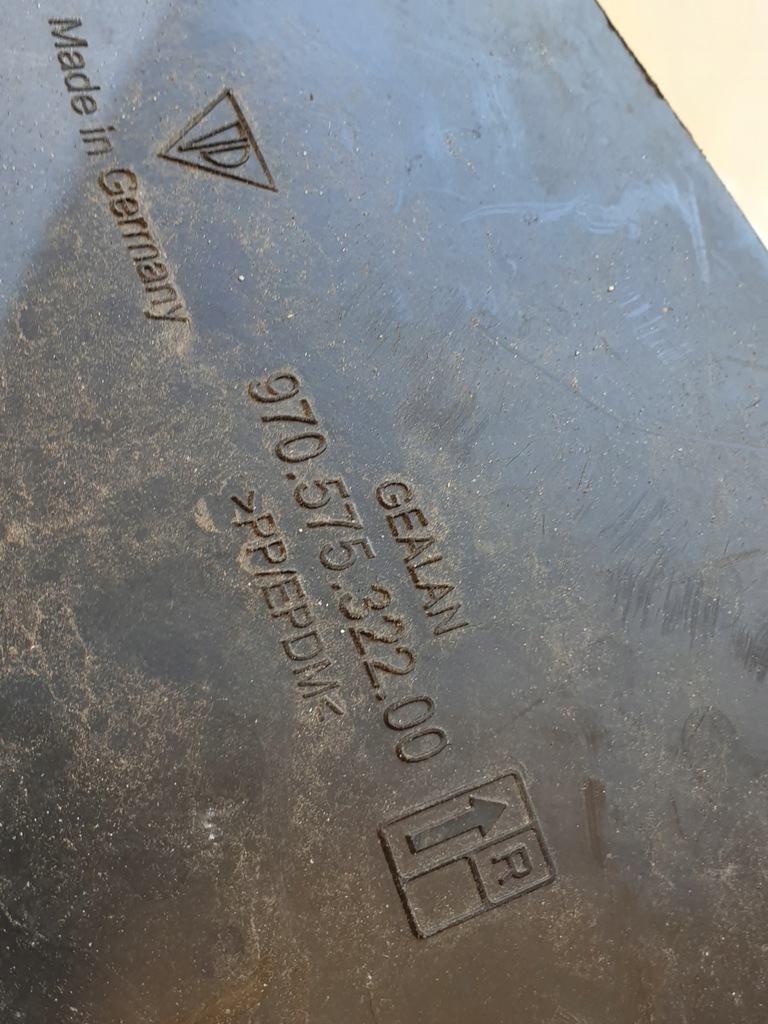 Made in Germany
GEALAN
970.575.322.00
>PP/EPDM<
R